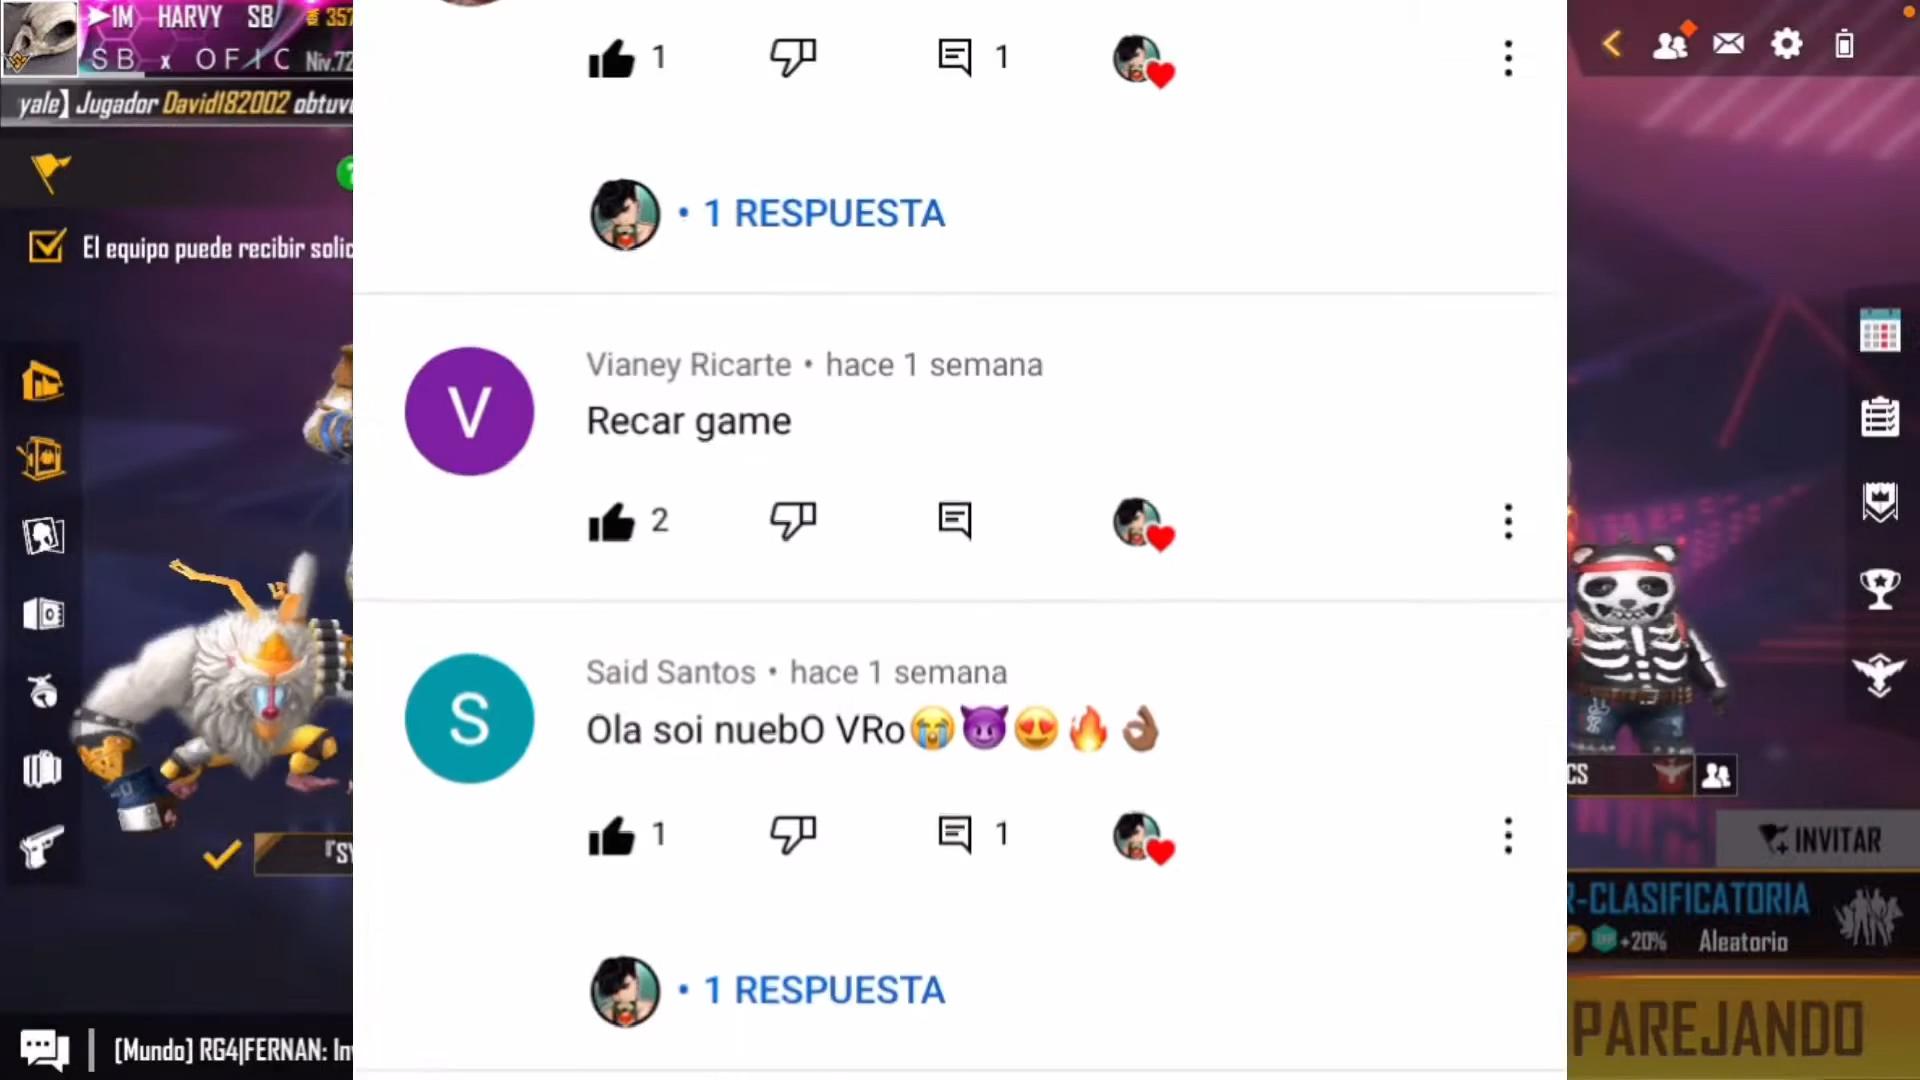 1M HARVY SB 357
SB x OFIC Niv.72
yale] Jugador David182002 obtuv
El equipo puede recibir solic
1 1
• 1 RESPUESTA
Vianey Ricarte • hace 1 semana
Recar game
2
Said Santos • hace 1 semana
Ola soi nuebO VRo😭😈😍🔥👌🏾
1 1
• 1 RESPUESTA
V
S
『S
[Mundo] RG4|FERNAN: In
CS
INVITAR
R-CLASIFICATORIA
+20% Aleatorio
PAREJANDO